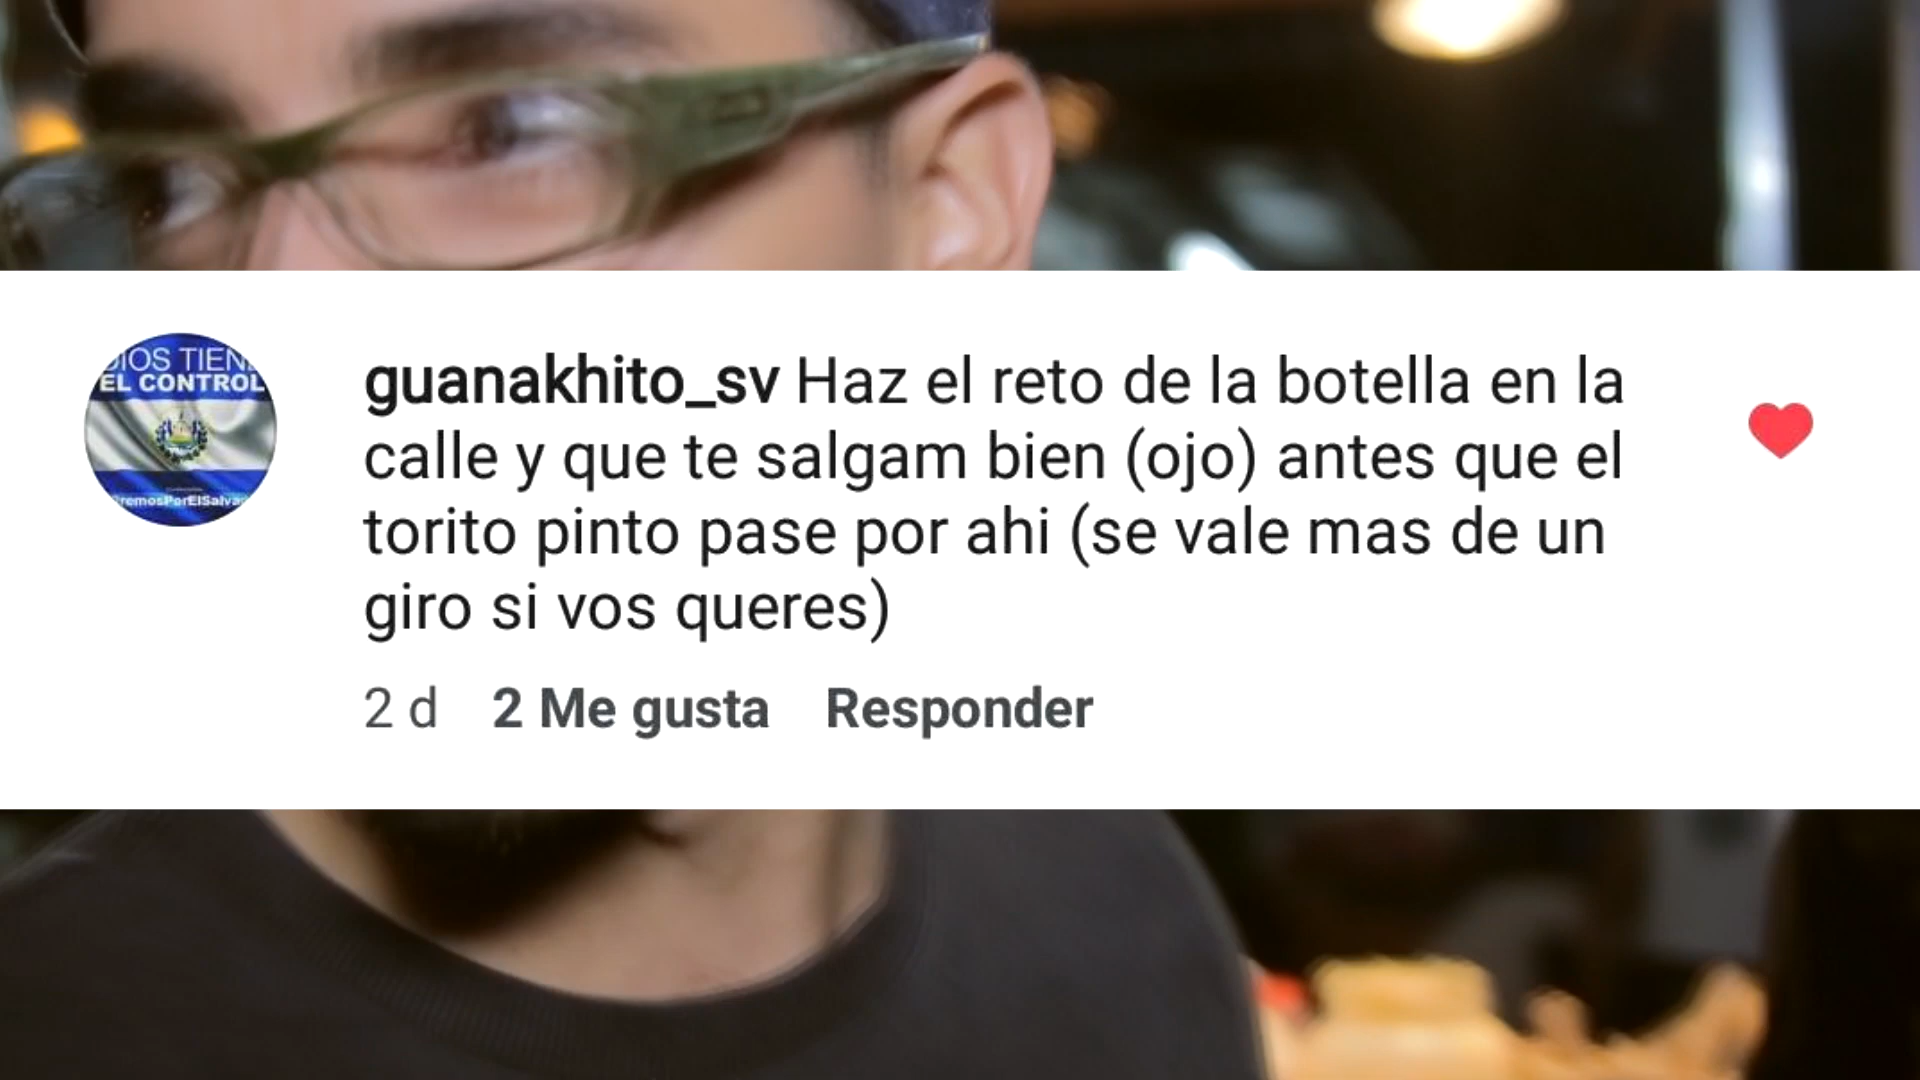 EL CONTROL
guanakhito_sv Haz el reto de la botella en la
calle y que te salgam bien (ojo) antes que el
torito pinto pase por ahi (se vale mas de un
giro si vos queres)
2 d 2 Me gusta Responder